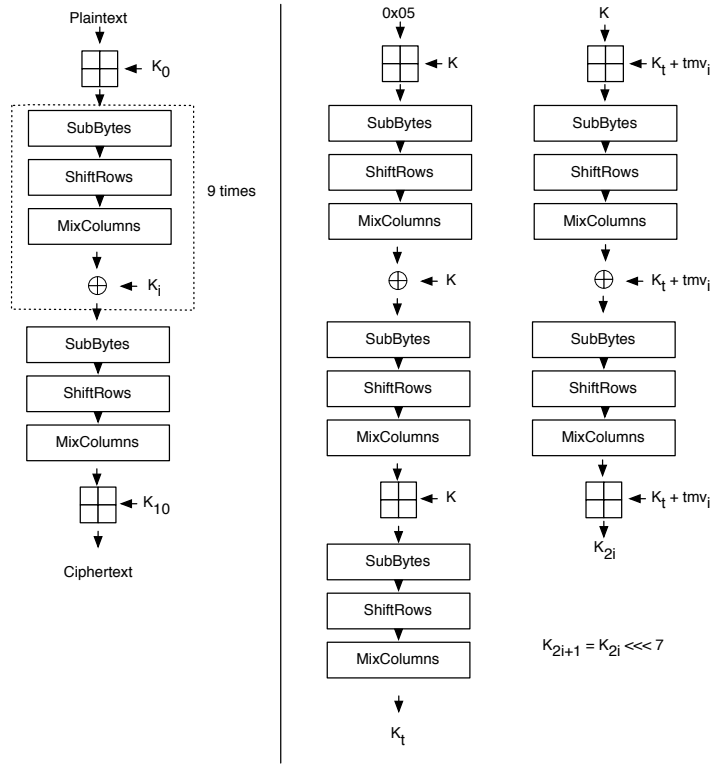 Plaintext
K0
SubBytes
ShiftRows
MixColumns
9 times
Ki
SubBytes
ShiftRows
MixColumns
K10
Ciphertext
0x05
K
SubBytes
ShiftRows
MixColumns
K
SubBytes
ShiftRows
MixColumns
K
SubBytes
ShiftRows
MixColumns
Kt
K
Kt + tmvi
SubBytes
ShiftRows
MixColumns
Kt + tmvi
SubBytes
ShiftRows
MixColumns
Kt + tmvi
K2i
K2i+1 = K2i <<< 7